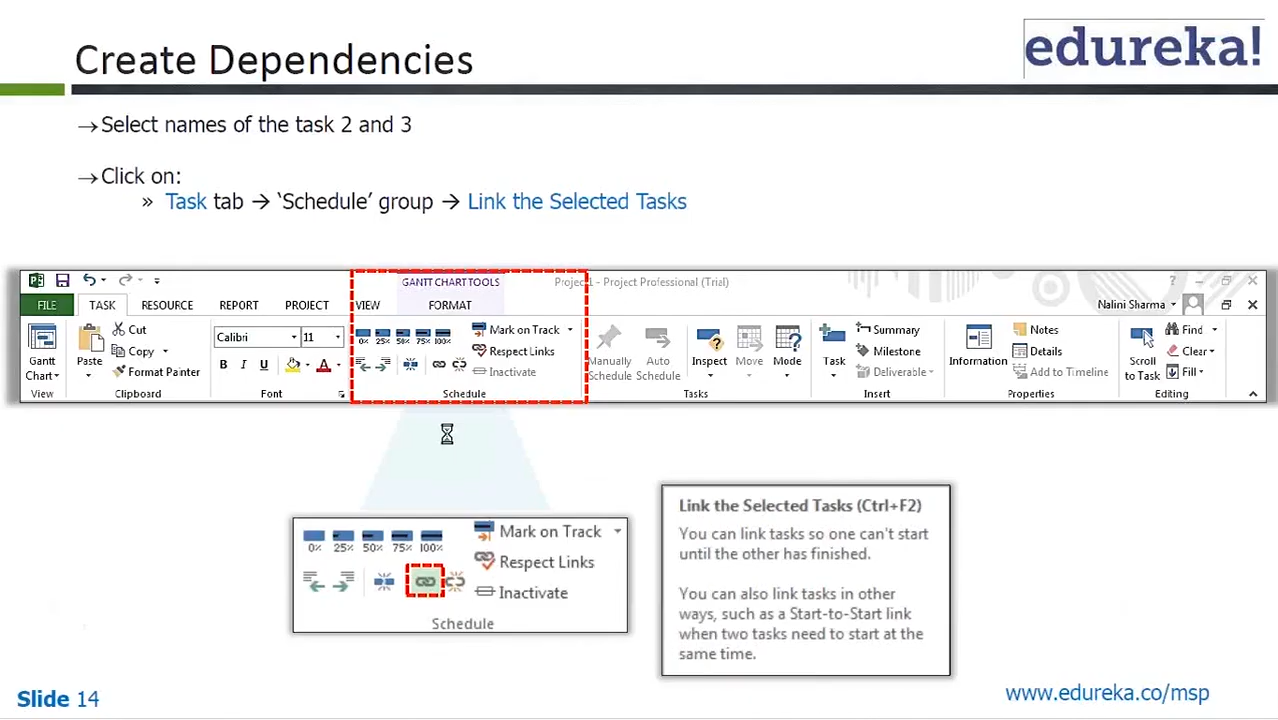 Create Dependencies
edureka!
→Select names of the task 2 and 3
→Click on:
» Task tab → ‘Schedule’ group → Link the Selected Tasks
GANTT CHART TOOLS
Project1 - Project Professional (Trial)
?
FILE TASK RESOURCE REPORT PROJECT VIEW FORMAT
Nalini Sharma
Gantt
Chart
View
Paste
Cut
Copy
Format Painter
Clipboard
Calibri 11
B I U A
Font
0% 25% 50% 75% 100%
Mark on Track
Respect Links
Inactivate
Schedule
Manually
Schedule
Auto
Schedule
Inspect
Move
Mode
Tasks
Task
Summary
Milestone
Deliverable
Insert
Information
Notes
Details
Add to Timeline
Properties
Scroll
to Task
Find
Clear
Fill
Editing
0% 25% 50% 75% 100%
Mark on Track
Respect Links
Inactivate
Schedule
Link the Selected Tasks (Ctrl+F2)
You can link tasks so one can't start
until the other has finished.
You can also link tasks in other
ways, such as a Start-to-Start link
when two tasks need to start at the
same time.
Slide 14
www.edureka.co/msp